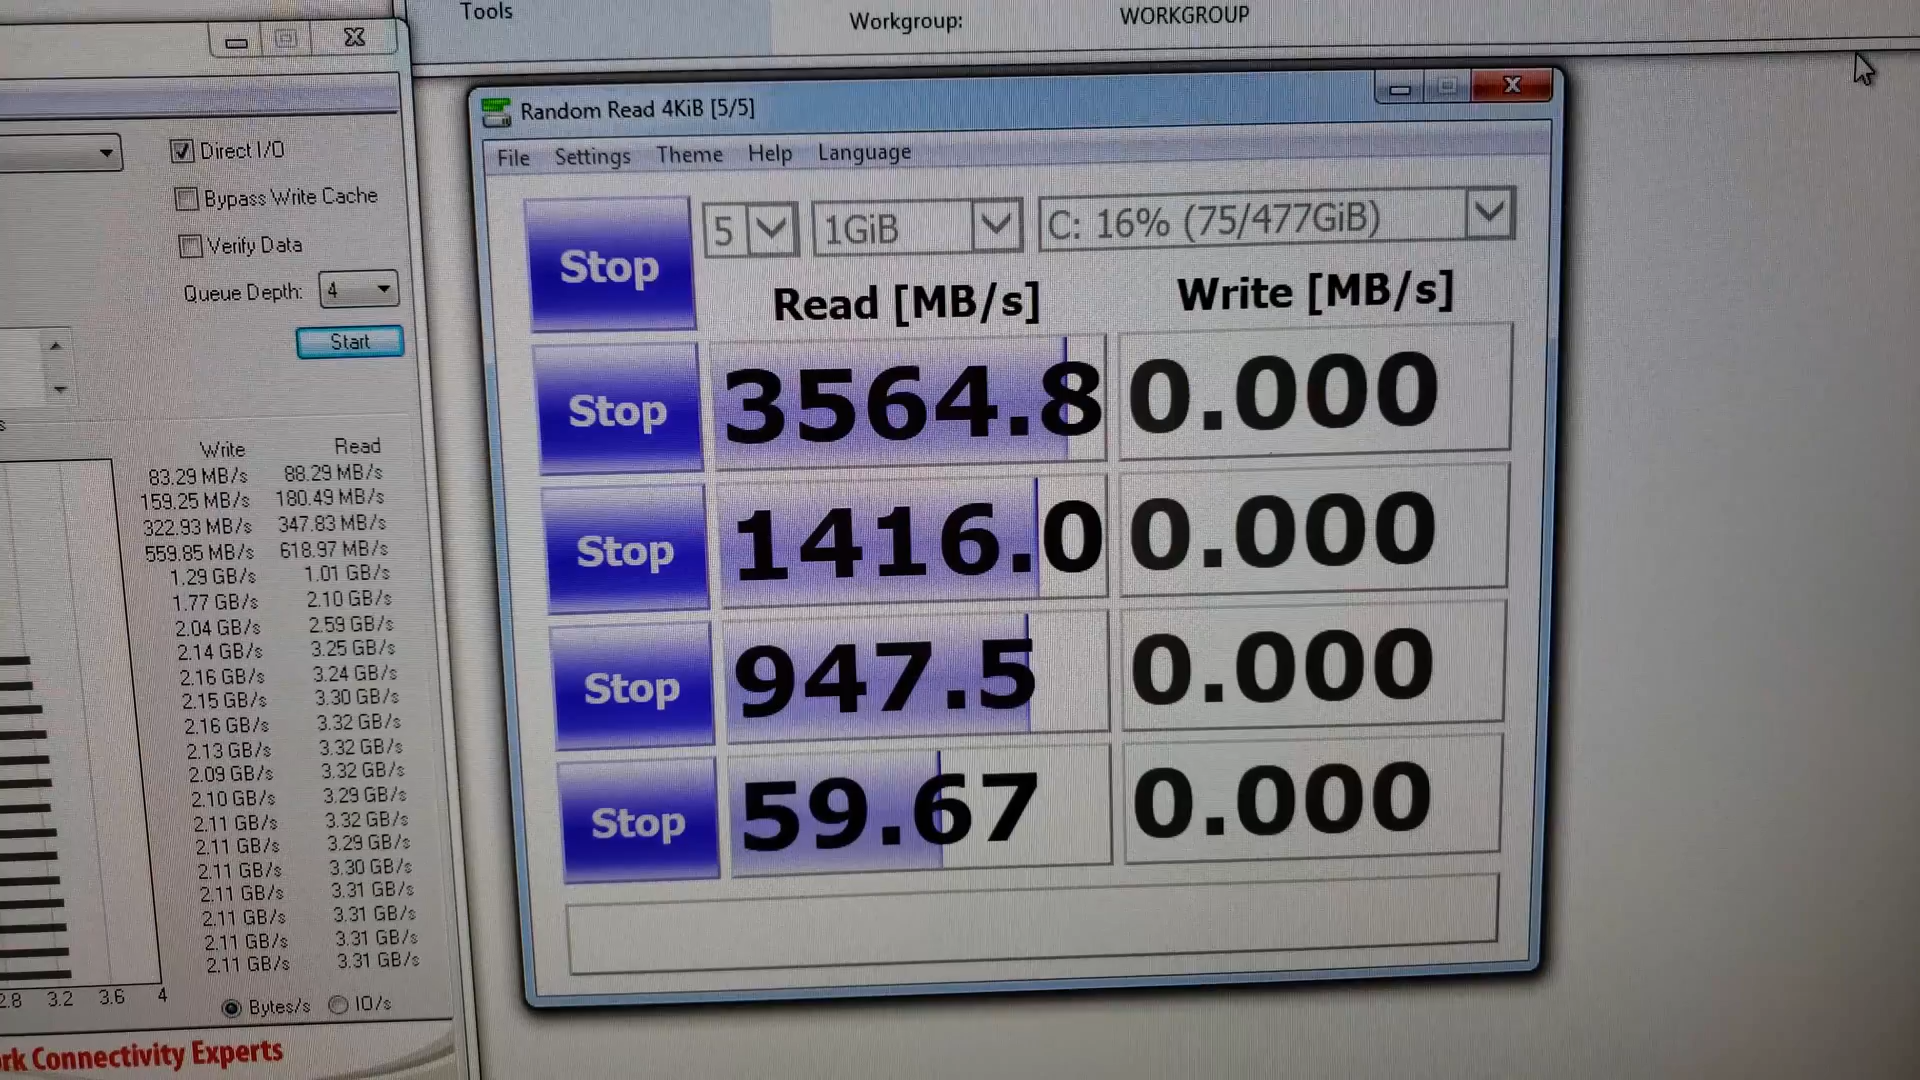 Tools
Workgroup: WORKGROUP
Direct I/O
Bypass Write Cache
Verify Data
Queue Depth: 4
Start
Write Read
83.29 MB/s 88.29 MB/s
159.25 MB/s 180.49 MB/s
322.93 MB/s 347.83 MB/s
559.85 MB/s 618.97 MB/s
1.29 GB/s 1.01 GB/s
1.77 GB/s 2.10 GB/s
2.04 GB/s 2.59 GB/s
2.14 GB/s 3.25 GB/s
2.16 GB/s 3.24 GB/s
2.15 GB/s 3.30 GB/s
2.16 GB/s 3.32 GB/s
2.13 GB/s 3.32 GB/s
2.09 GB/s 3.32 GB/s
2.10 GB/s 3.29 GB/s
2.11 GB/s 3.32 GB/s
2.11 GB/s 3.29 GB/s
2.11 GB/s 3.30 GB/s
2.11 GB/s 3.31 GB/s
2.11 GB/s 3.31 GB/s
2.11 GB/s 3.31 GB/s
2.11 GB/s 3.31 GB/s
2.8 3.2 3.6 4
Bytes/s IO/s
rk Connectivity Experts
Random Read 4KiB [5/5]
File Settings Theme Help Language
Stop 5 1GiB C: 16% (75/477GiB)
Read [MB/s] Write [MB/s]
Stop 3564.8 0.000
Stop 1416.0 0.000
Stop 947.5 0.000
Stop 59.67 0.000